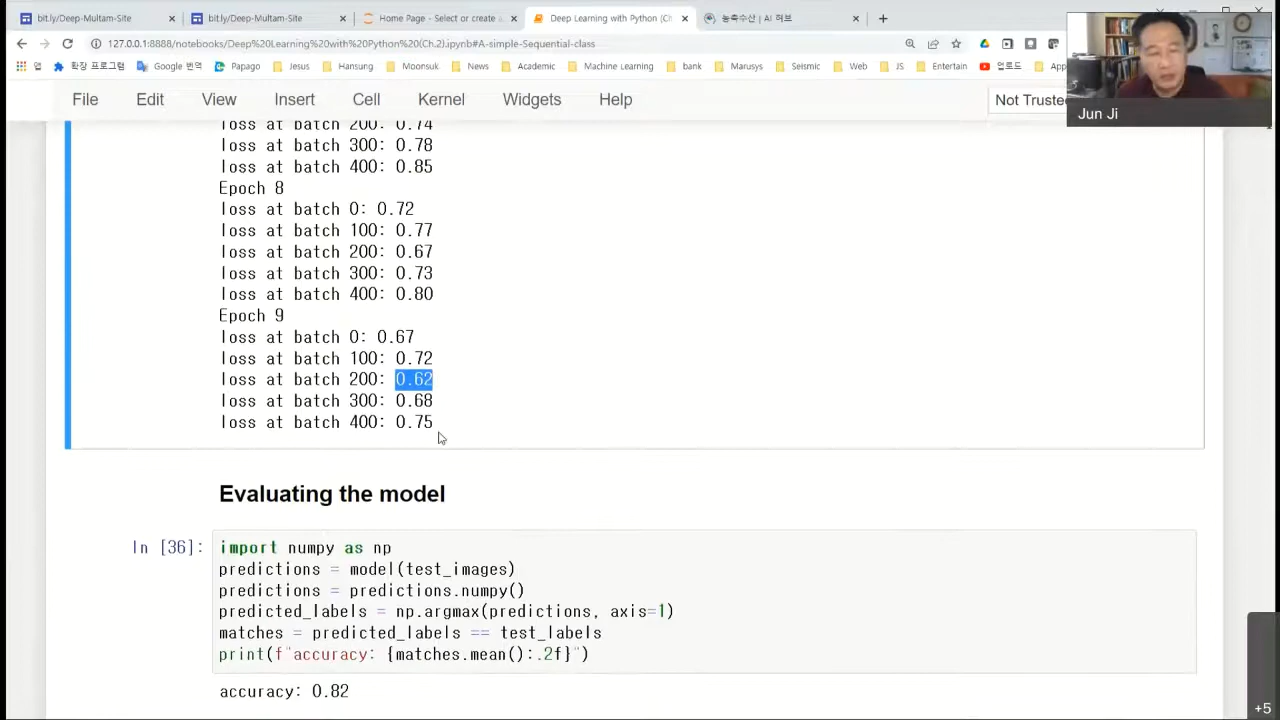 bit.ly/Deep-Multam-Site
bit.ly/Deep-Multam-Site
Home Page - Select or create a
Deep Learning with Python (Ch
농축수산 | AI 허브
127.0.0.1:8888/notebooks/Deep%20Learning%20with%20Python%20(Ch.2).ipynb#A-simple-Sequential-class
앱 확장 프로그램 Google 번역 Papago Jesus Hansung Moonsuk News Academic Machine Learning bank Marusys Seismic Web JS Entertain 업로드 App
File Edit View Insert Cell Kernel Widgets Help
Not Truste
Jun Ji
loss at batch 200: 0.74
loss at batch 300: 0.78
loss at batch 400: 0.85
Epoch 8
loss at batch 0: 0.72
loss at batch 100: 0.77
loss at batch 200: 0.67
loss at batch 300: 0.73
loss at batch 400: 0.80
Epoch 9
loss at batch 0: 0.67
loss at batch 100: 0.72
loss at batch 200: 0.62
loss at batch 300: 0.68
loss at batch 400: 0.75
Evaluating the model
In [36]:
import numpy as np
predictions = model(test_images)
predictions = predictions.numpy()
predicted_labels = np.argmax(predictions, axis=1)
matches = predicted_labels == test_labels
print(f"accuracy: {matches.mean():.2f}")
accuracy: 0.82
+5